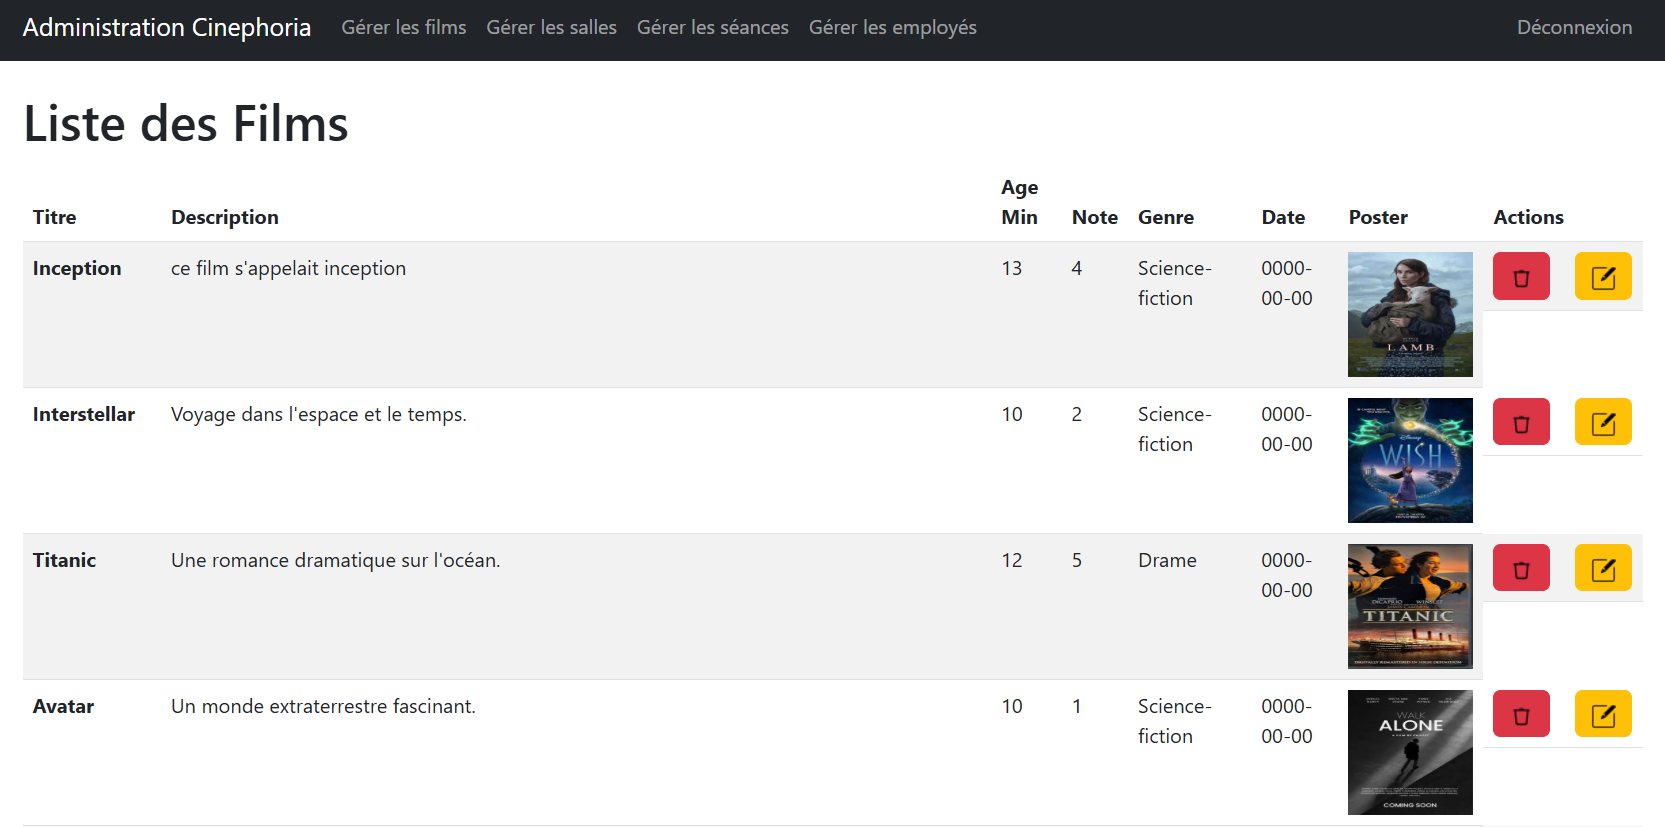 Administration Cinephoria Gérer les films Gérer les salles Gérer les séances Gérer les employés Déconnexion
Liste des Films
Age
Titre Description Min Note Genre Date Poster Actions
Inception ce film s'appelait inception 13 4 Science- 0000-
fiction 00-00
LAMB
Interstellar Voyage dans l'espace et le temps. 10 2 Science- 0000-
fiction 00-00
Disney
WISH
Titanic Une romance dramatique sur l'océan. 12 5 Drame 0000-
00-00
DICAPRIO WINSLET
TITANIC
Avatar Un monde extraterrestre fascinant. 10 1 Science- 0000-
fiction 00-00
WALK
ALONE
COMING SOON